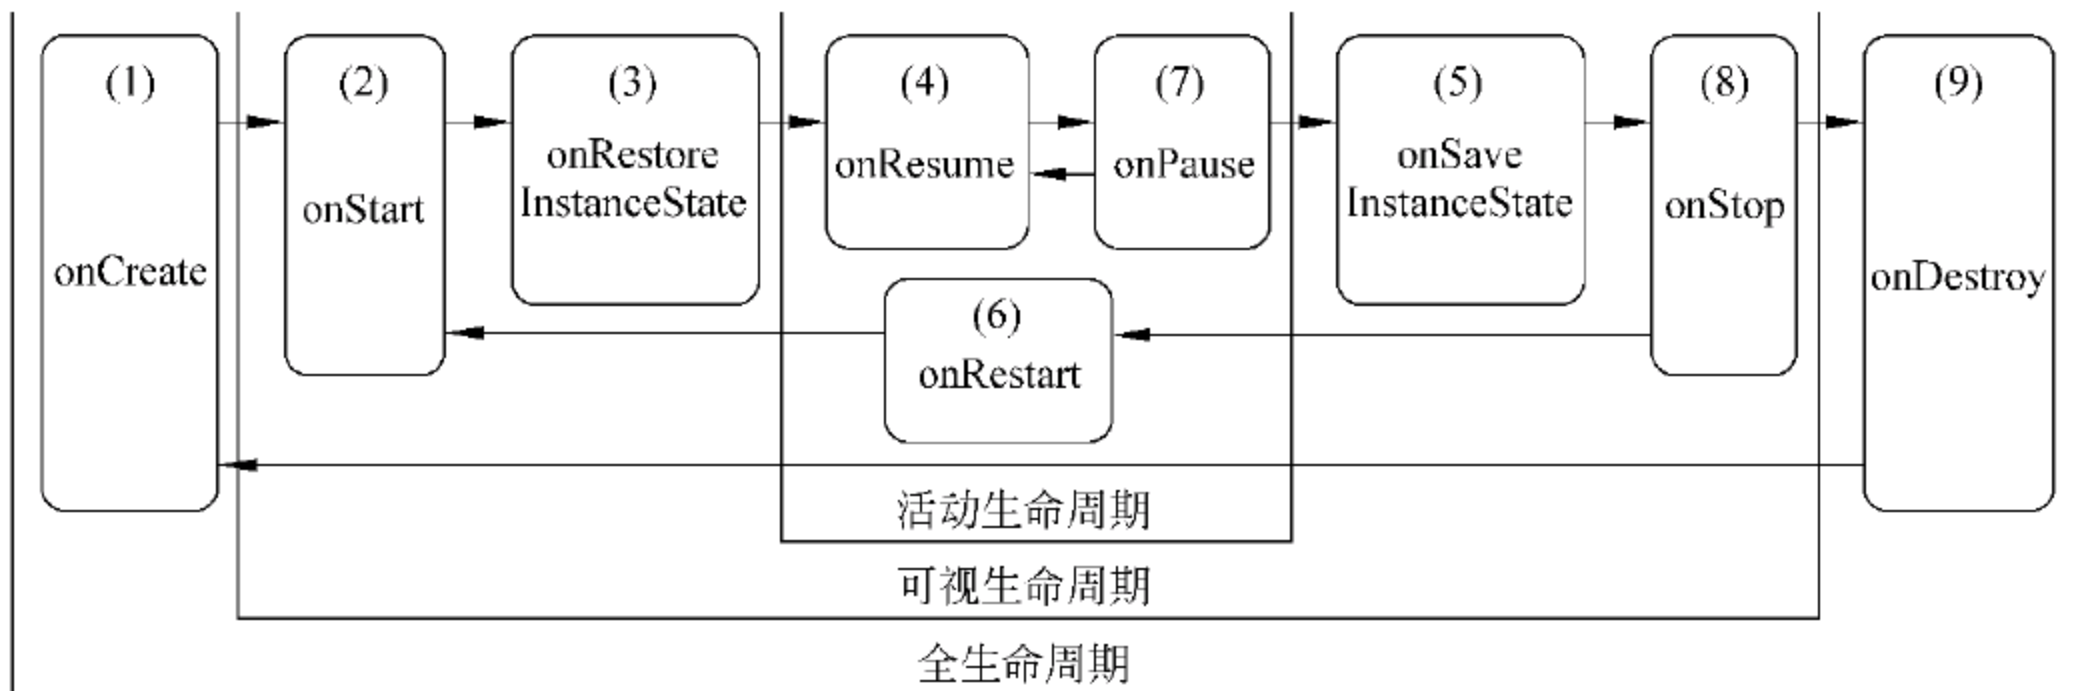 (1)
onCreate
(2)
onStart
(3)
onRestore
InstanceState
(4)
onResume
(7)
onPause
(5)
onSave
InstanceState
(8)
onStop
(9)
onDestroy
(6)
onRestart
活动生命周期
可视生命周期
全生命周期